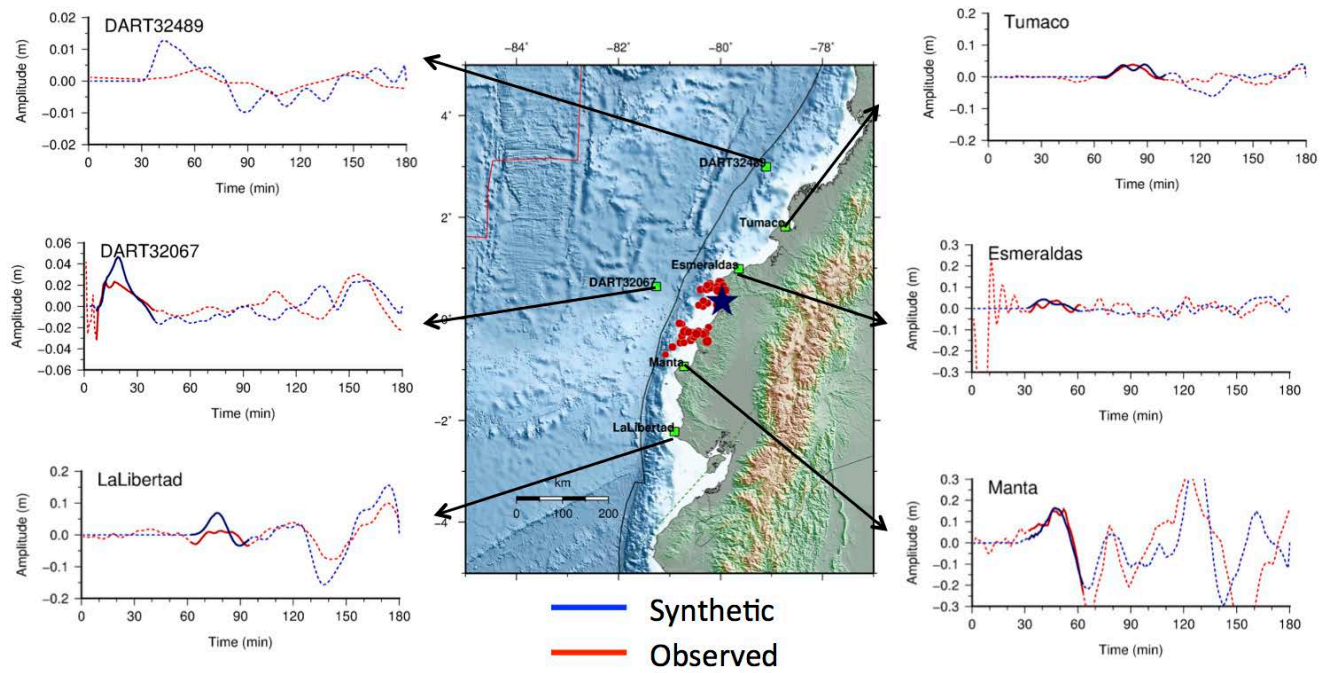 DART32489
0.02
0.01
0.00
−0.01
−0.02
Amplitude (m)
0 30 60 90 120 150 180
Time (min)
DART32067
0.06
0.04
0.02
0.00
−0.02
−0.04
−0.06
Amplitude (m)
0 30 60 90 120 150 180
Time (min)
LaLibertad
0.2
0.1
0.0
−0.1
−0.2
Amplitude (m)
0 30 60 90 120 150 180
Time (min)
−84˚ −82˚ −80˚ −78˚
4˚
2˚
0˚
−2˚
−4˚
DART32489
Tumaco
Esmeraldas
DART32067
Manta
LaLibertad
km
0 100 200
Synthetic
Observed
Tumaco
0.2
0.1
0.0
−0.1
−0.2
Amplitude (m)
0 30 60 90 120 150 180
Time (min)
Esmeraldas
0.3
0.2
0.1
0.0
−0.1
−0.2
−0.3
Amplitude (m)
0 30 60 90 120 150 180
Time (min)
Manta
0.3
0.2
0.1
0.0
−0.1
−0.2
−0.3
Amplitude (m)
0 30 60 90 120 150 180
Time (min)